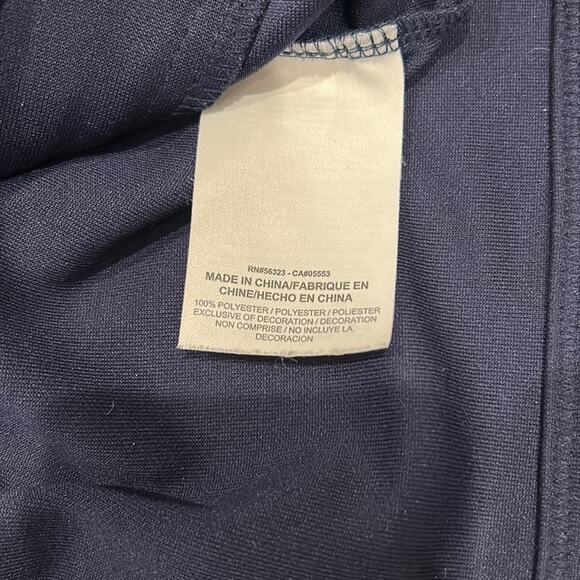 RN#56323 - CA#05553
MADE IN CHINA/FABRIQUE EN
CHINE/HECHO EN CHINA
100% POLYESTER / POLYESTER / POLIESTER
EXCLUSIVE OF DECORATION / DECORATION
NON COMPRISE / NO INCLUYE LA
DECORACION